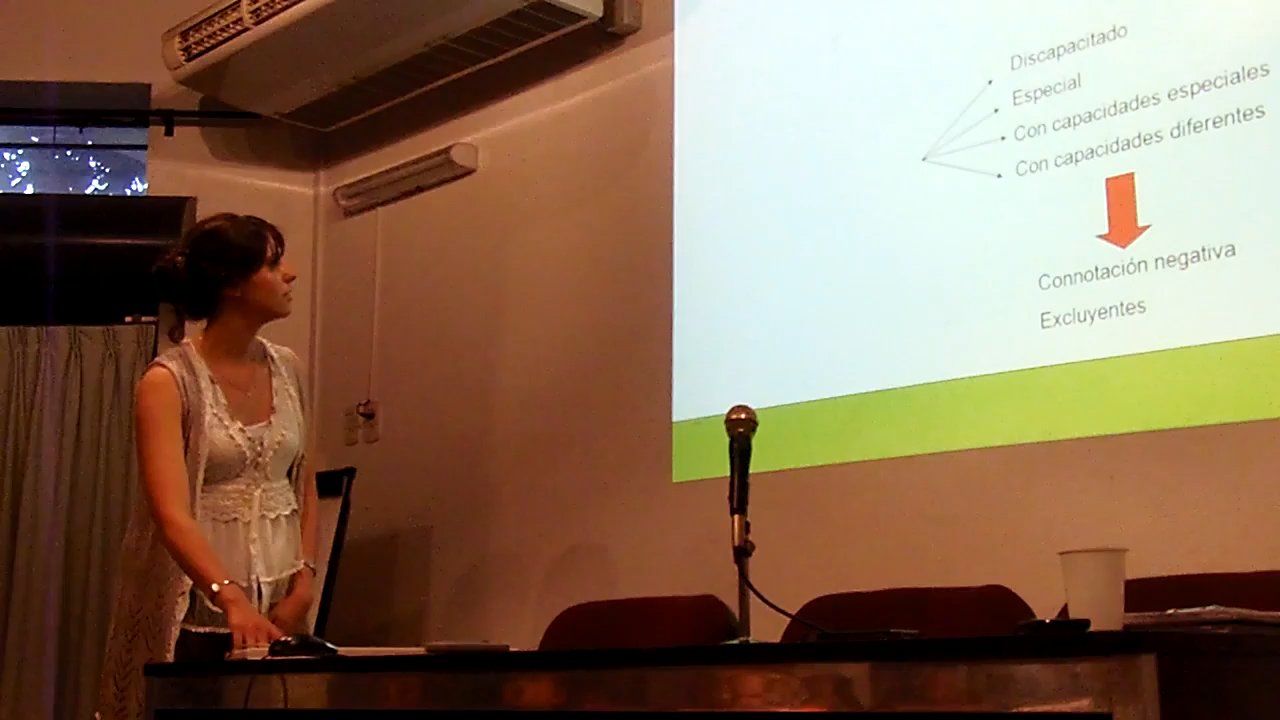 Discapacitado
Especial
Con capacidades especiales
Con capacidades diferentes
Connotación negativa
Excluyentes